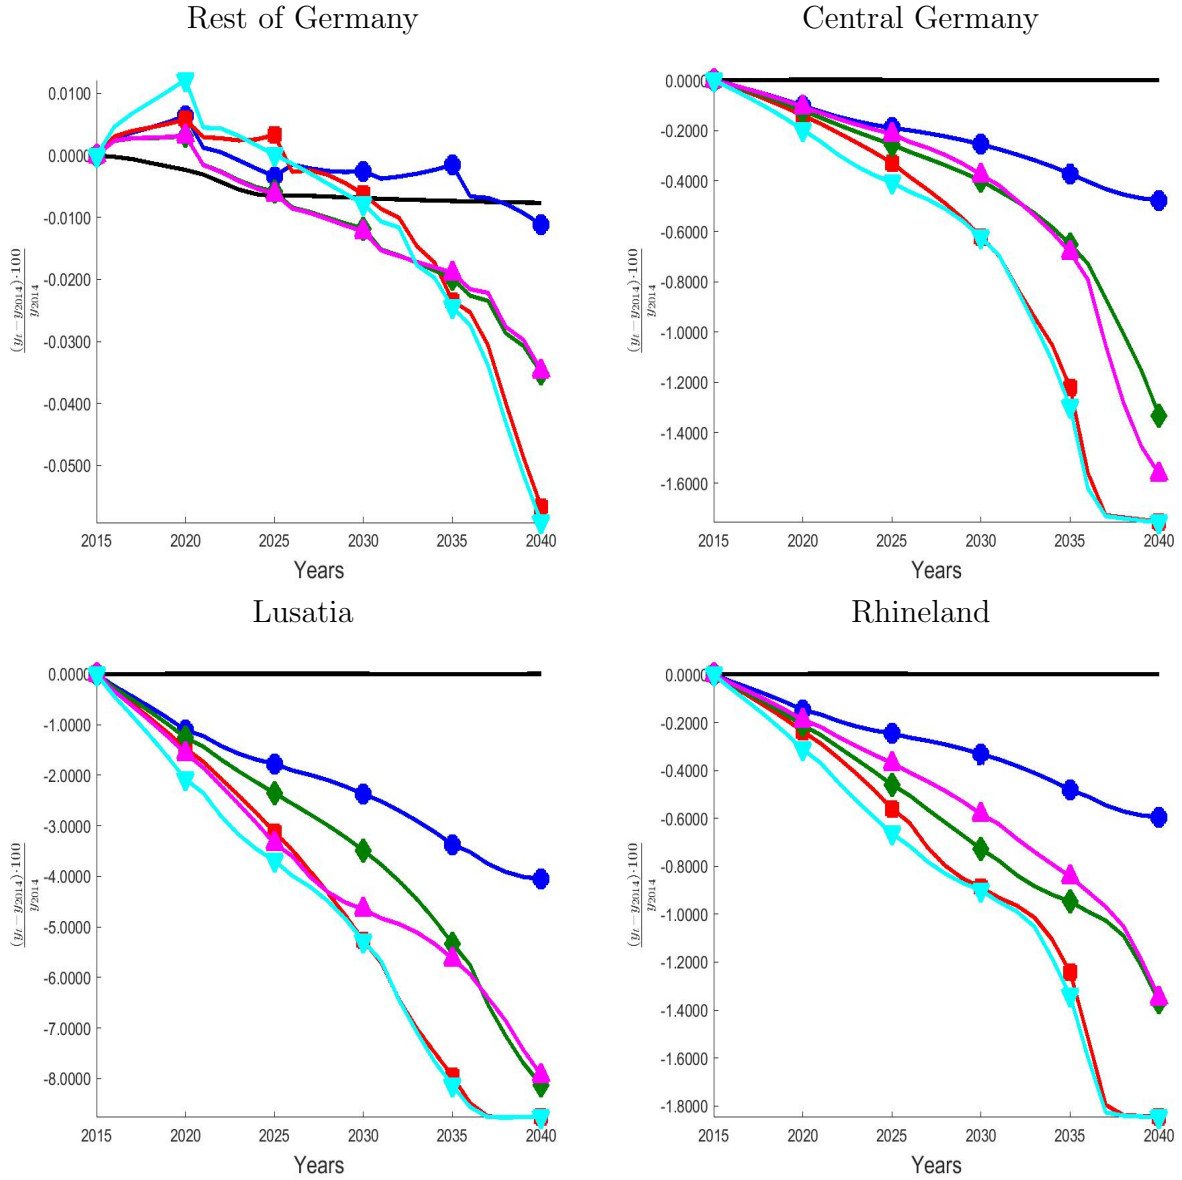 Rest of Germany
0.0100
0.0000
-0.0100
-0.0200
-0.0300
-0.0400
-0.0500
(y_t − y_2014)·100
y_2014
2015 2020 2025 2030 2035 2040
Years
Central Germany
0.0000
-0.2000
-0.4000
-0.6000
-0.8000
-1.0000
-1.2000
-1.4000
-1.6000
(y_t − y_2014)·100
y_2014
2015 2020 2025 2030 2035 2040
Years
Lusatia
0.0000
-1.0000
-2.0000
-3.0000
-4.0000
-5.0000
-6.0000
-7.0000
-8.0000
(y_t − y_2014)·100
y_2014
2015 2020 2025 2030 2035 2040
Years
Rhineland
0.0000
-0.2000
-0.4000
-0.6000
-0.8000
-1.0000
-1.2000
-1.4000
-1.6000
-1.8000
(y_t − y_2014)·100
y_2014
2015 2020 2025 2030 2035 2040
Years